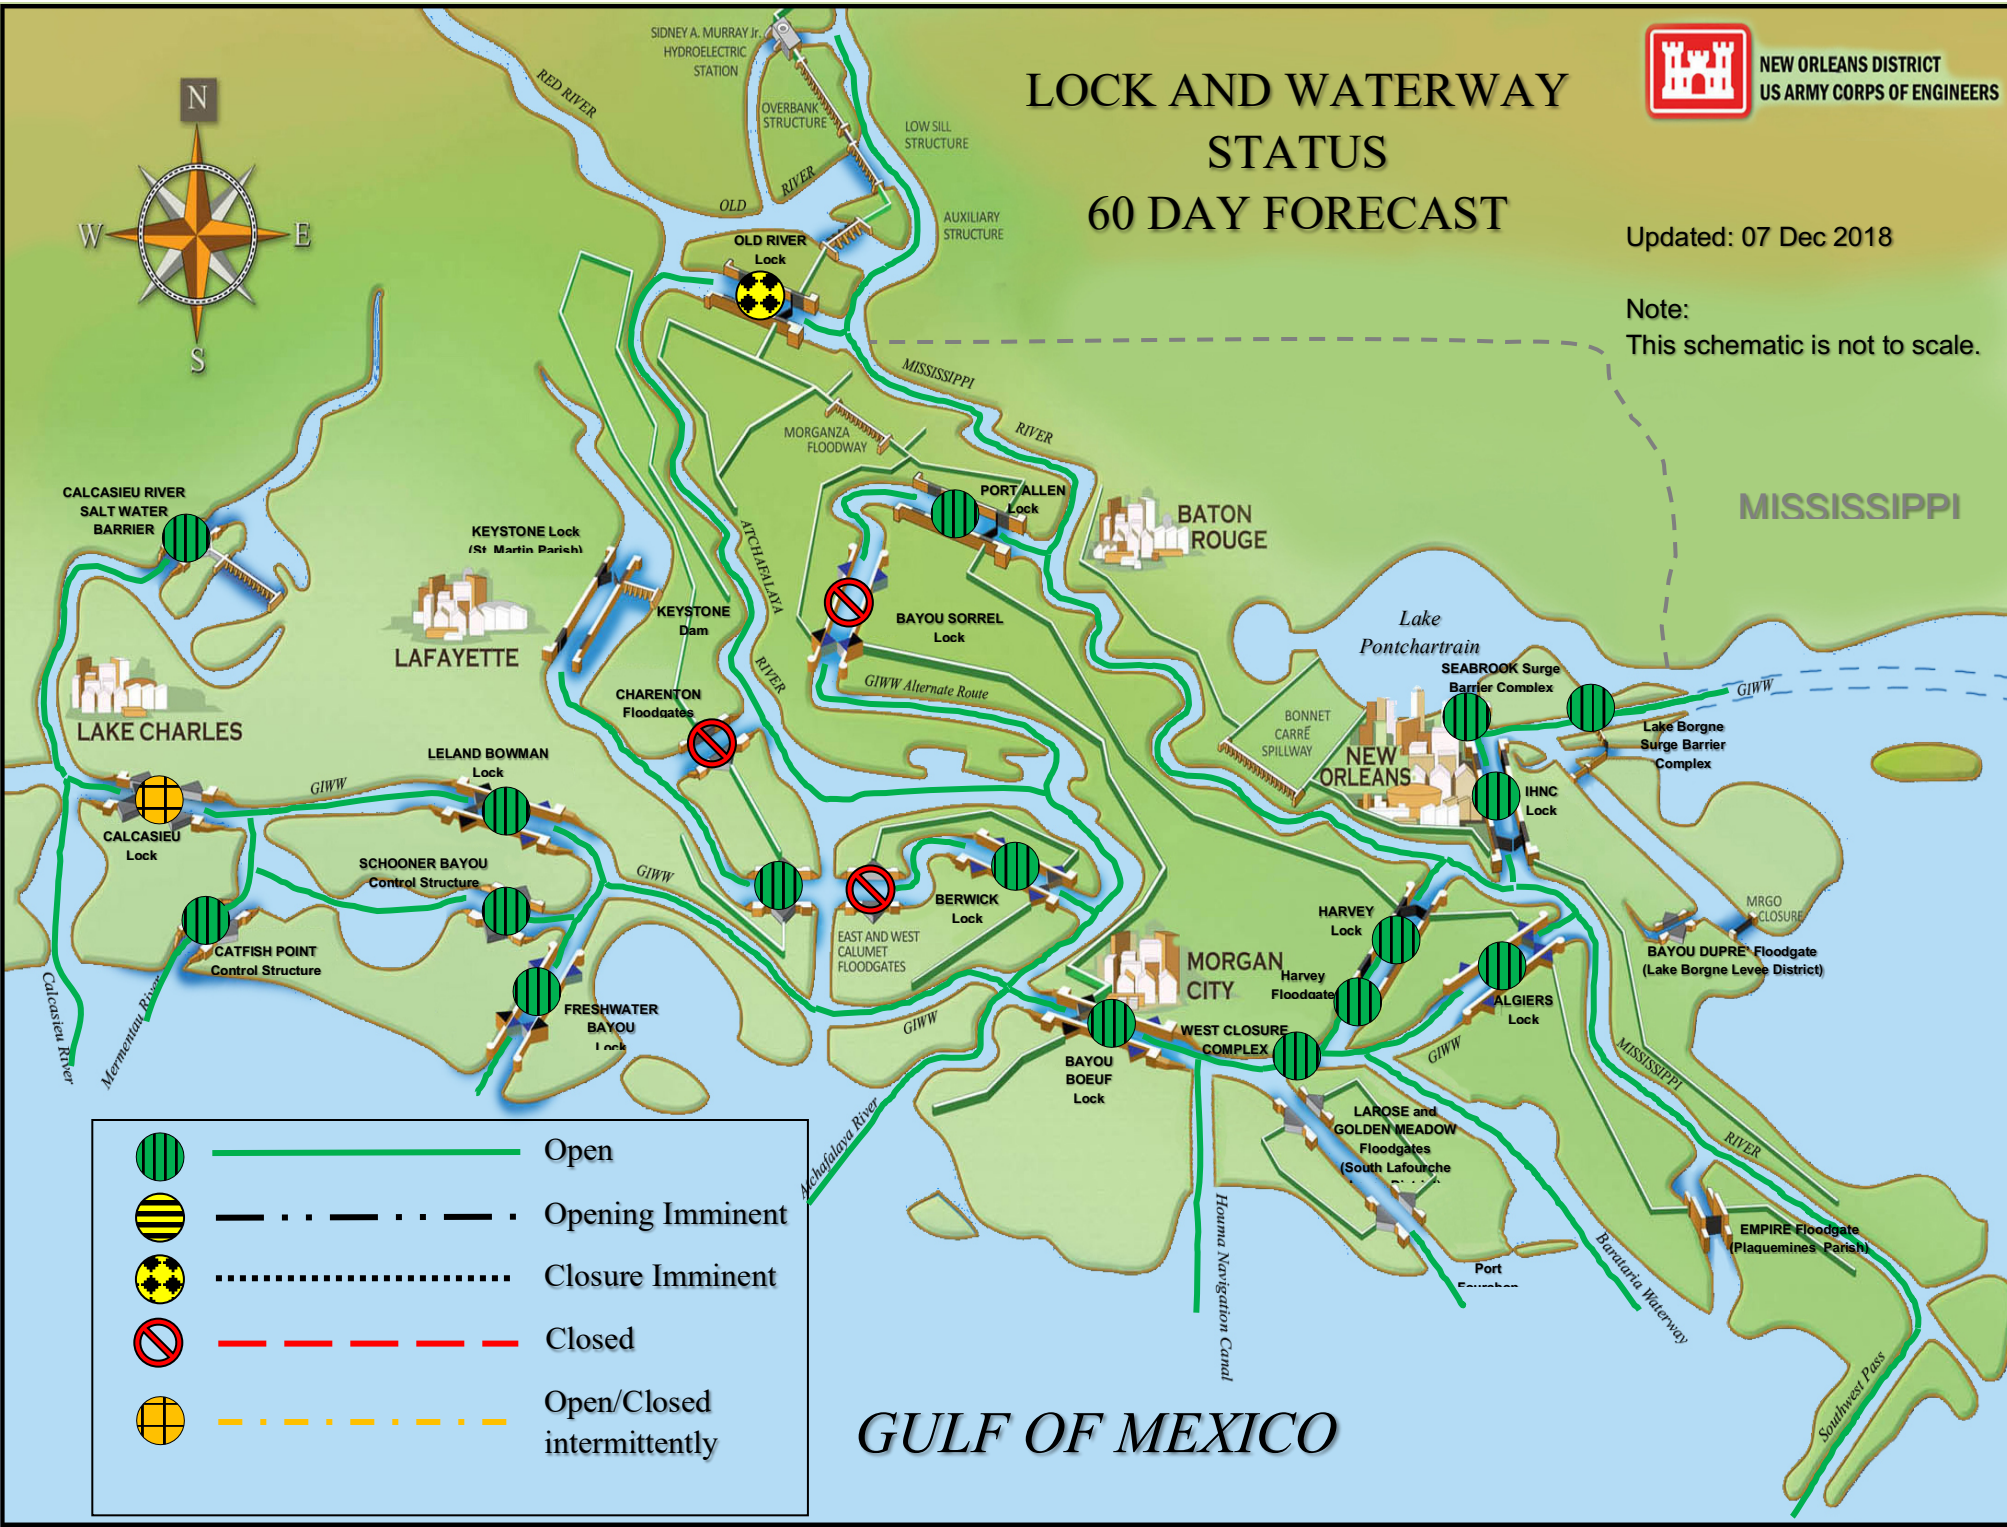 SIDNEY A. MURRAY Jr.
HYDROELECTRIC
STATION
RED RIVER
OVERBANK
STRUCTURE
LOW SILL
STRUCTURE
LOCK AND WATERWAY
STATUS
60 DAY FORECAST
NEW ORLEANS DISTRICT
US ARMY CORPS OF ENGINEERS
N
W
E
S
OLD
RIVER
AUXILIARY
STRUCTURE
OLD RIVER
Lock
Updated: 07 Dec 2018
Note:
This schematic is not to scale.
MISSISSIPPI
RIVER
MORGANZA
FLOODWAY
CALCASIEU RIVER
SALT WATER
BARRIER
KEYSTONE Lock
(St. Martin Parish)
PORT ALLEN
Lock
BATON
ROUGE
MISSISSIPPI
ATCHAFALAYA
RIVER
KEYSTONE
Dam
BAYOU SORREL
Lock
LAFAYETTE
Lake
Pontchartrain
SEABROOK Surge
Barrier Complex
GIWW
GIWW Alternate Route
CHARENTON
Floodgates
LAKE CHARLES
BONNET
CARRÉ
SPILLWAY
NEW
ORLEANS
Lake Borgne
Surge Barrier
Complex
LELAND BOWMAN
Lock
GIWW
IHNC
Lock
CALCASIEU
Lock
SCHOONER BAYOU
Control Structure
GIWW
BERWICK
Lock
EAST AND WEST
CALUMET
FLOODGATES
HARVEY
Lock
MRGO
CLOSURE
BAYOU DUPRE' Floodgate
(Lake Borgne Levee District)
CATFISH POINT
Control Structure
MORGAN
CITY
Harvey
Floodgate
ALGIERS
Lock
FRESHWATER
BAYOU
Lock
GIWW
WEST CLOSURE
COMPLEX
GIWW
BAYOU
BOEUF
Lock
Calcasieu River
Mermentau River
MISSISSIPPI
RIVER
LAROSE and
GOLDEN MEADOW
Floodgates
(South Lafourche
Atchafalaya River
Houma Navigation Canal
EMPIRE Floodgate
(Plaquemines Parish)
Port
Barataria Waterway
Southwest Pass
Open
Opening Imminent
Closure Imminent
Closed
Open/Closed
intermittently
GULF OF MEXICO